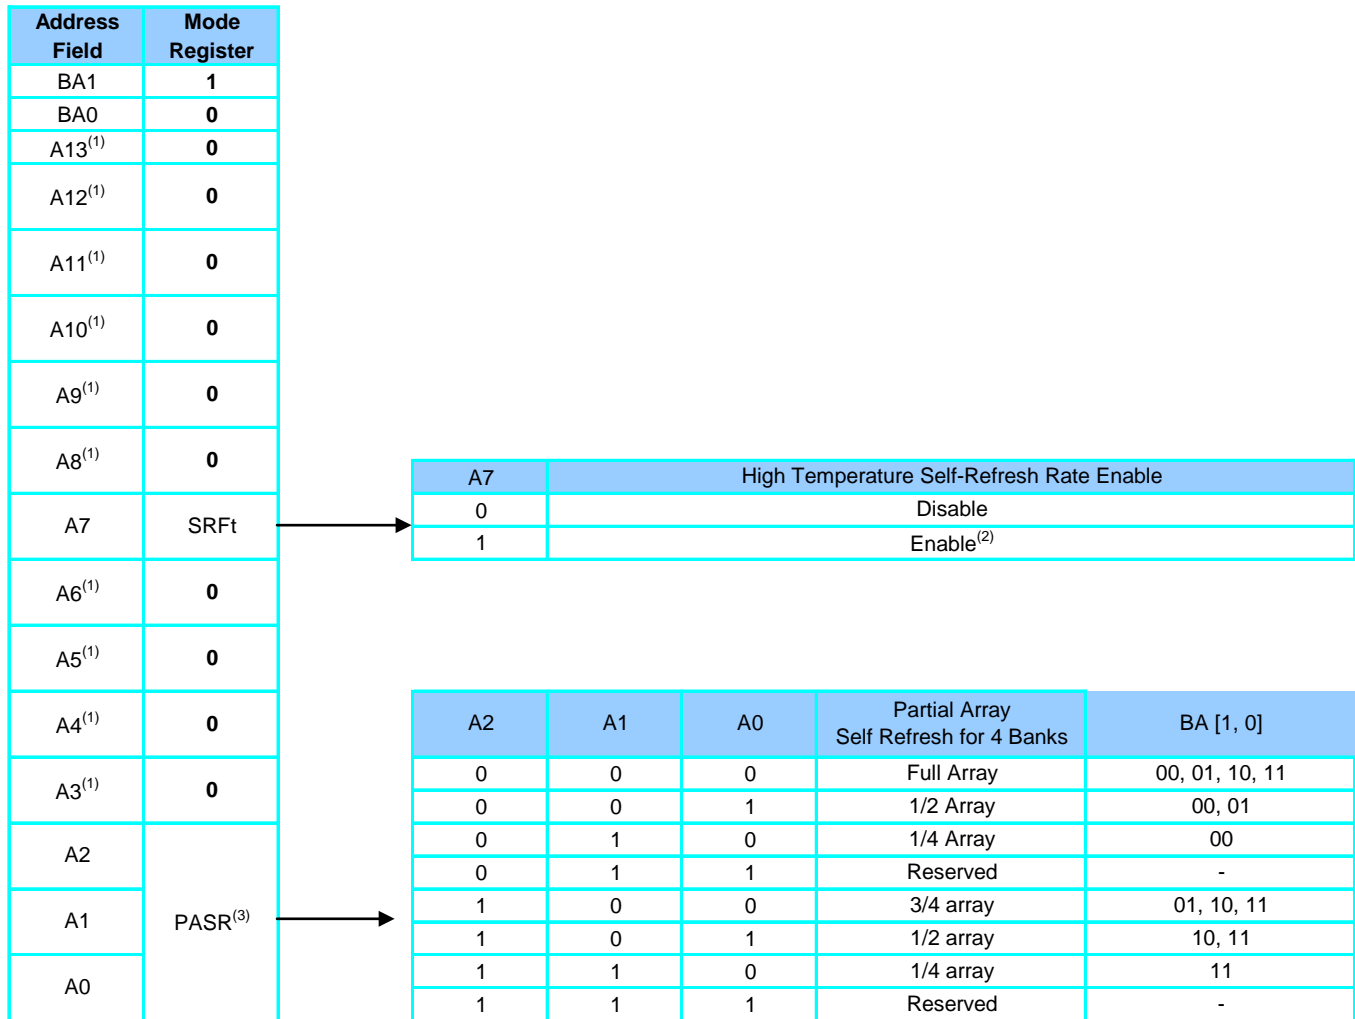 Address Field Mode Register
BA1 1
BA0 0
A13(1) 0
A12(1) 0
A11(1) 0
A10(1) 0
A9(1) 0
A8(1) 0
A7 SRFt
A6(1) 0
A5(1) 0
A4(1) 0
A3(1) 0
A2
A1 PASR(3)
A0
A7 High Temperature Self-Refresh Rate Enable
0 Disable
1 Enable(2)
A2 A1 A0 Partial Array Self Refresh for 4 Banks BA [1, 0]
0 0 0 Full Array 00, 01, 10, 11
0 0 1 1/2 Array 00, 01
0 1 0 1/4 Array 00
0 1 1 Reserved -
1 0 0 3/4 array 01, 10, 11
1 0 1 1/2 array 10, 11
1 1 0 1/4 array 11
1 1 1 Reserved -